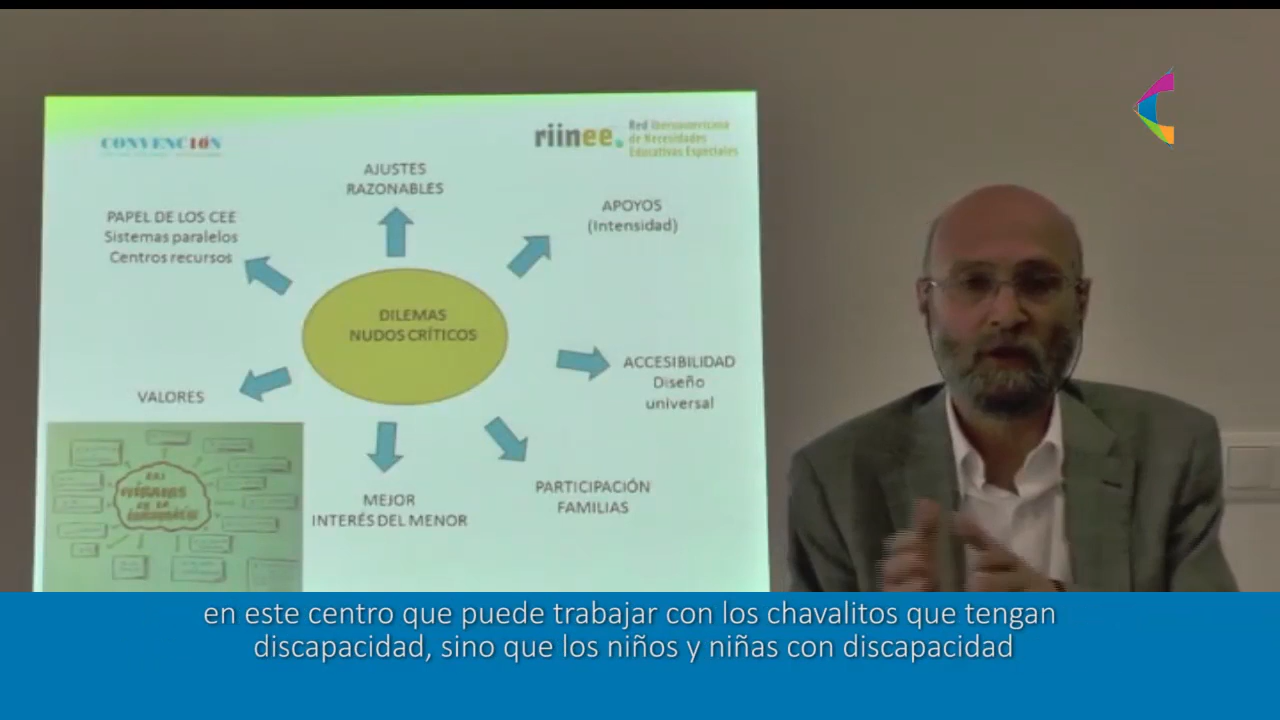 CONVENCIÓN
riinee.
Red Iberoamericana
de Necesidades
Educativas Especiales
AJUSTES
RAZONABLES
PAPEL DE LOS CEE
Sistemas paralelos
Centros recursos
APOYOS
(Intensidad)
DILEMAS
NUDOS CRÍTICOS
ACCESIBILIDAD
Diseño
universal
VALORES
PARTICIPACIÓN
FAMILIAS
MEJOR
INTERÉS DEL MENOR
en este centro que puede trabajar con los chavalitos que tengan
discapacidad, sino que los niños y niñas con discapacidad